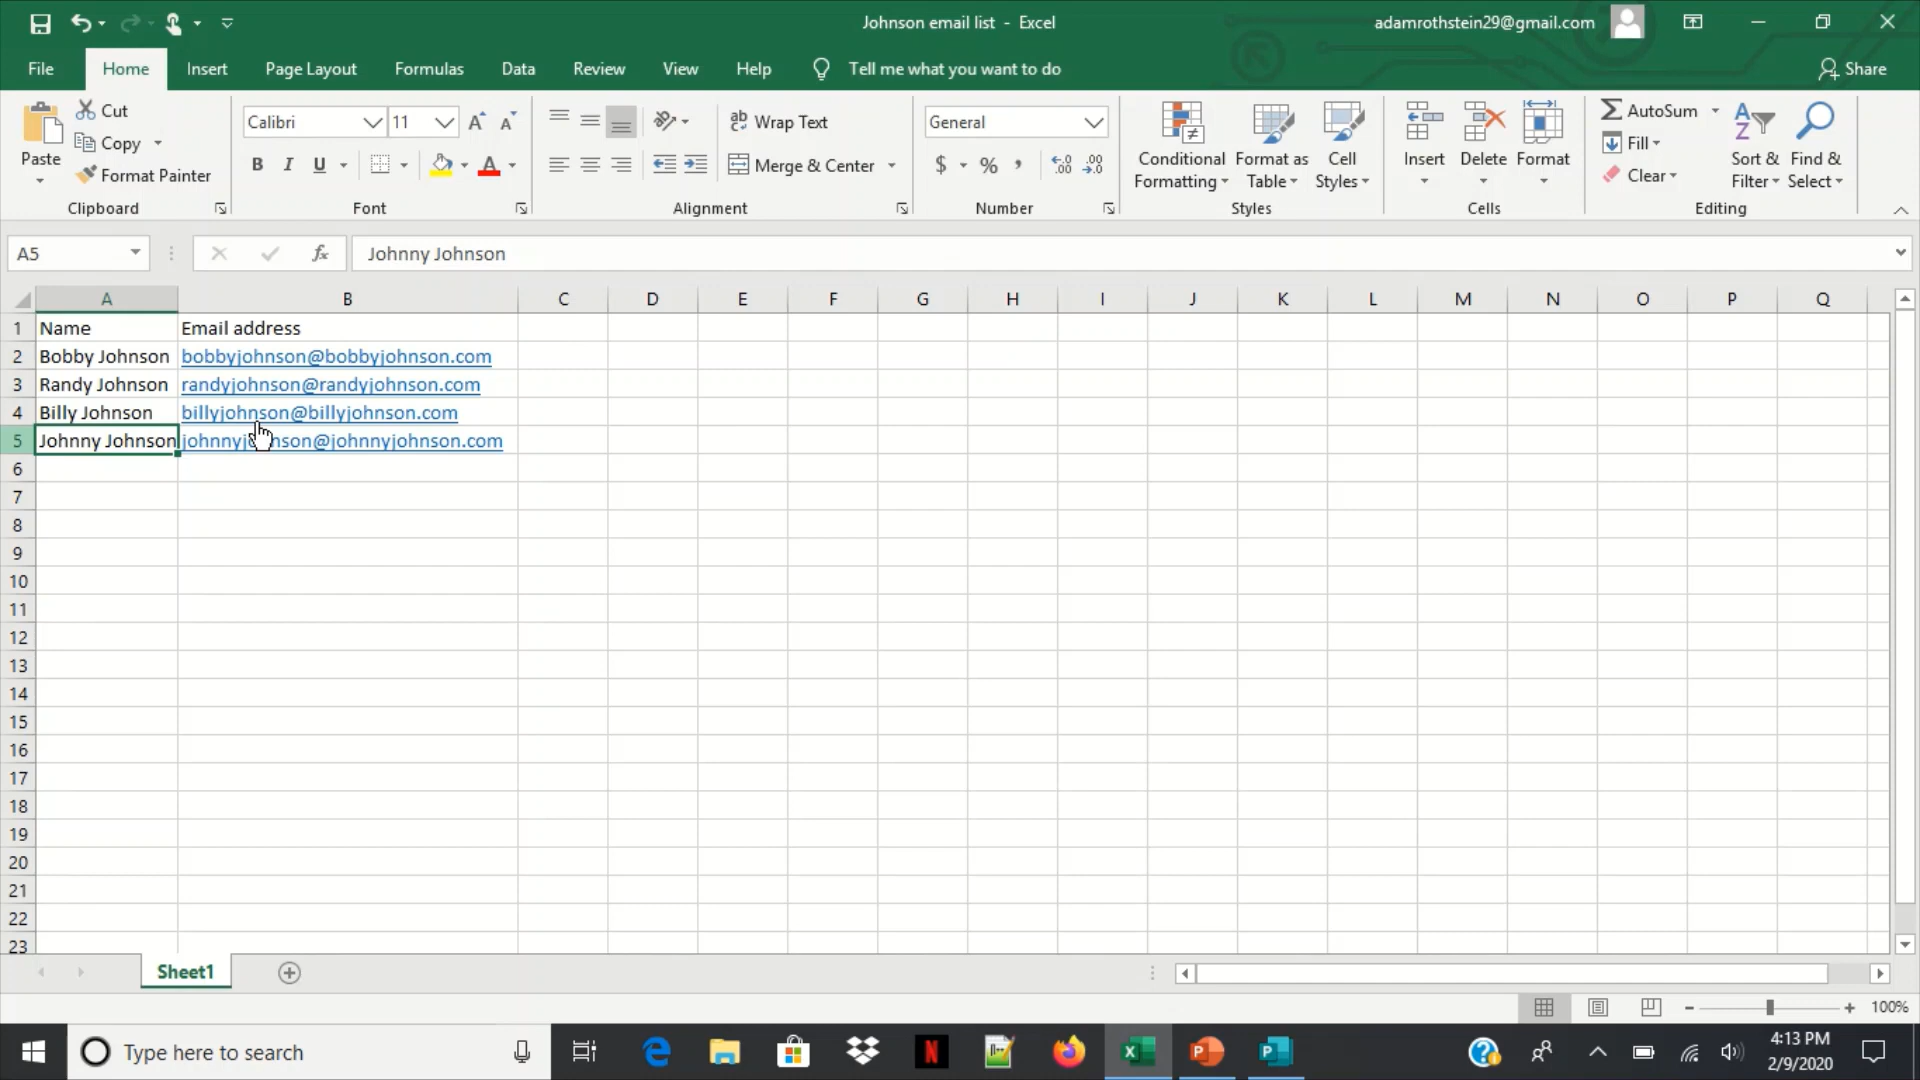 Johnson email list - Excel
adamrothstein29@gmail.com
File Home Insert Page Layout Formulas Data Review View Help Tell me what you want to do Share
Paste
Cut
Copy
Format Painter
Clipboard
Calibri 11
B I U A
Font
Wrap Text
Merge & Center
Alignment
General
$ % ,
Number
Conditional Formatting
Format as Table
Cell Styles
Styles
Insert Delete Format
Cells
AutoSum
Fill
Clear
Sort & Filter
Find & Select
Editing
A5 fx Johnny Johnson
A B C D E F G H I J K L M N O P Q
1 Name Email address
2 Bobby Johnson bobbyjohnson@bobbyjohnson.com
3 Randy Johnson randyjohnson@randyjohnson.com
4 Billy Johnson billyjohnson@billyjohnson.com
5 Johnny Johnson johnnyjohnson@johnnyjohnson.com
6
7
8
9
10
11
12
13
14
15
16
17
18
19
20
21
22
23
Sheet1
100%
Type here to search
4:13 PM
2/9/2020